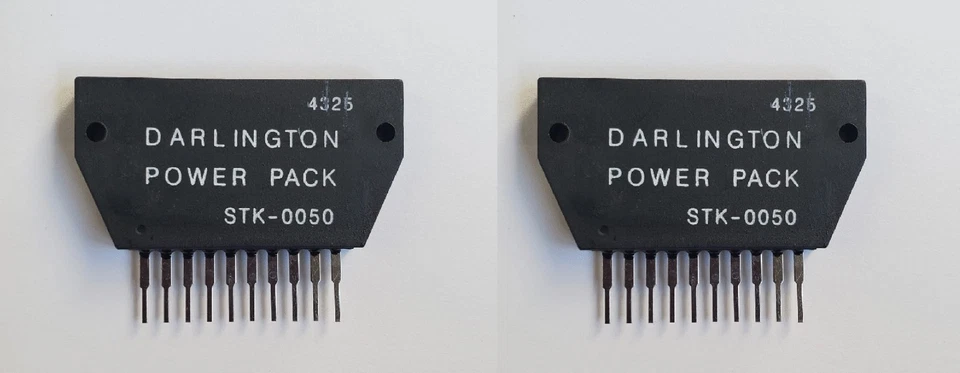 4325
DARLINGTON
POWER PACK
STK-0050
4325
DARLINGTON
POWER PACK
STK-0050